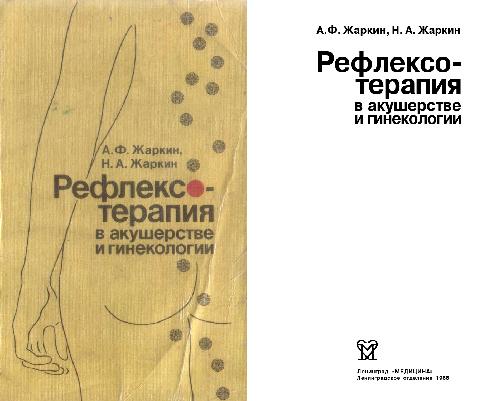 А.Ф. Жаркин,
Н.А. Жаркин
Рефлексо-
терапия
в акушерстве
и гинекологии
А.Ф. Жаркин, Н. А. Жаркин
Рефлексо-
терапия
в акушерстве
и гинекологии
Ленинград «МЕДИЦИНА»
Ленинградское отделение 1988